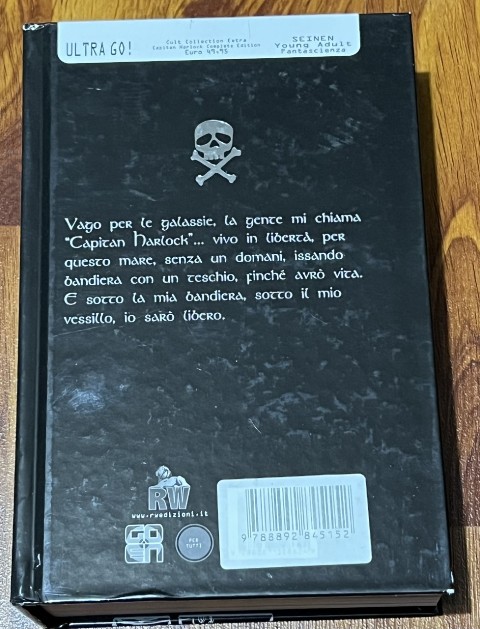 ULTRA GO!
Cult Collection Extra
Capitan Harlock Complete Edition
Euro 49.95
SEINEN
Young Adult
Fantascienza
Vago per le galassie, la gente mi chiama
"Capitan Harlock"... vivo in libertà, per
questo mare, senza un domani, issando
bandiera con un teschio, finché avrò vita.
E sotto la mia bandiera, sotto il mio
vessillo, io sarò libero.
RW
www.rwedizioni.it
GOEN
PER
TUTTI
9 788892 845152